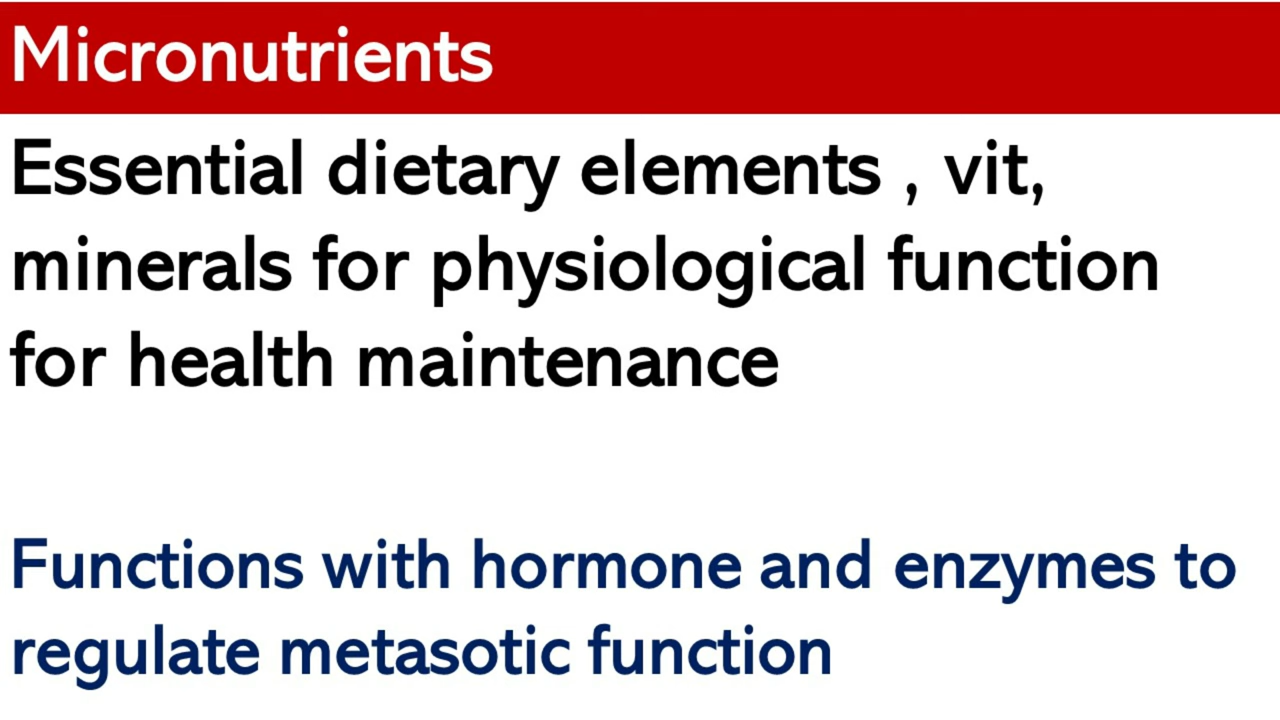 Micronutrients
Essential dietary elements , vit,
minerals for physiological function
for health maintenance
Functions with hormone and enzymes to
regulate metasotic function